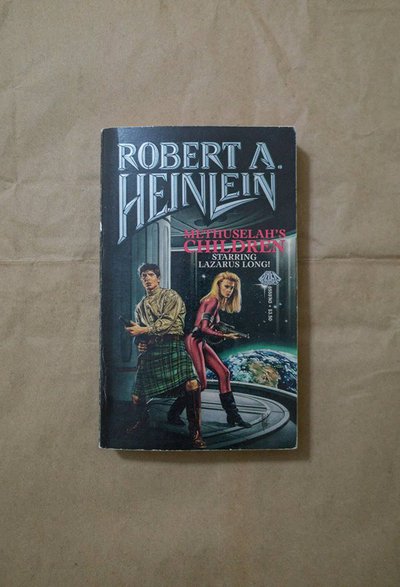 ROBERT A.
HEINLEIN
METHUSELAH'S
CHILDREN
STARRING
LAZARUS LONG!